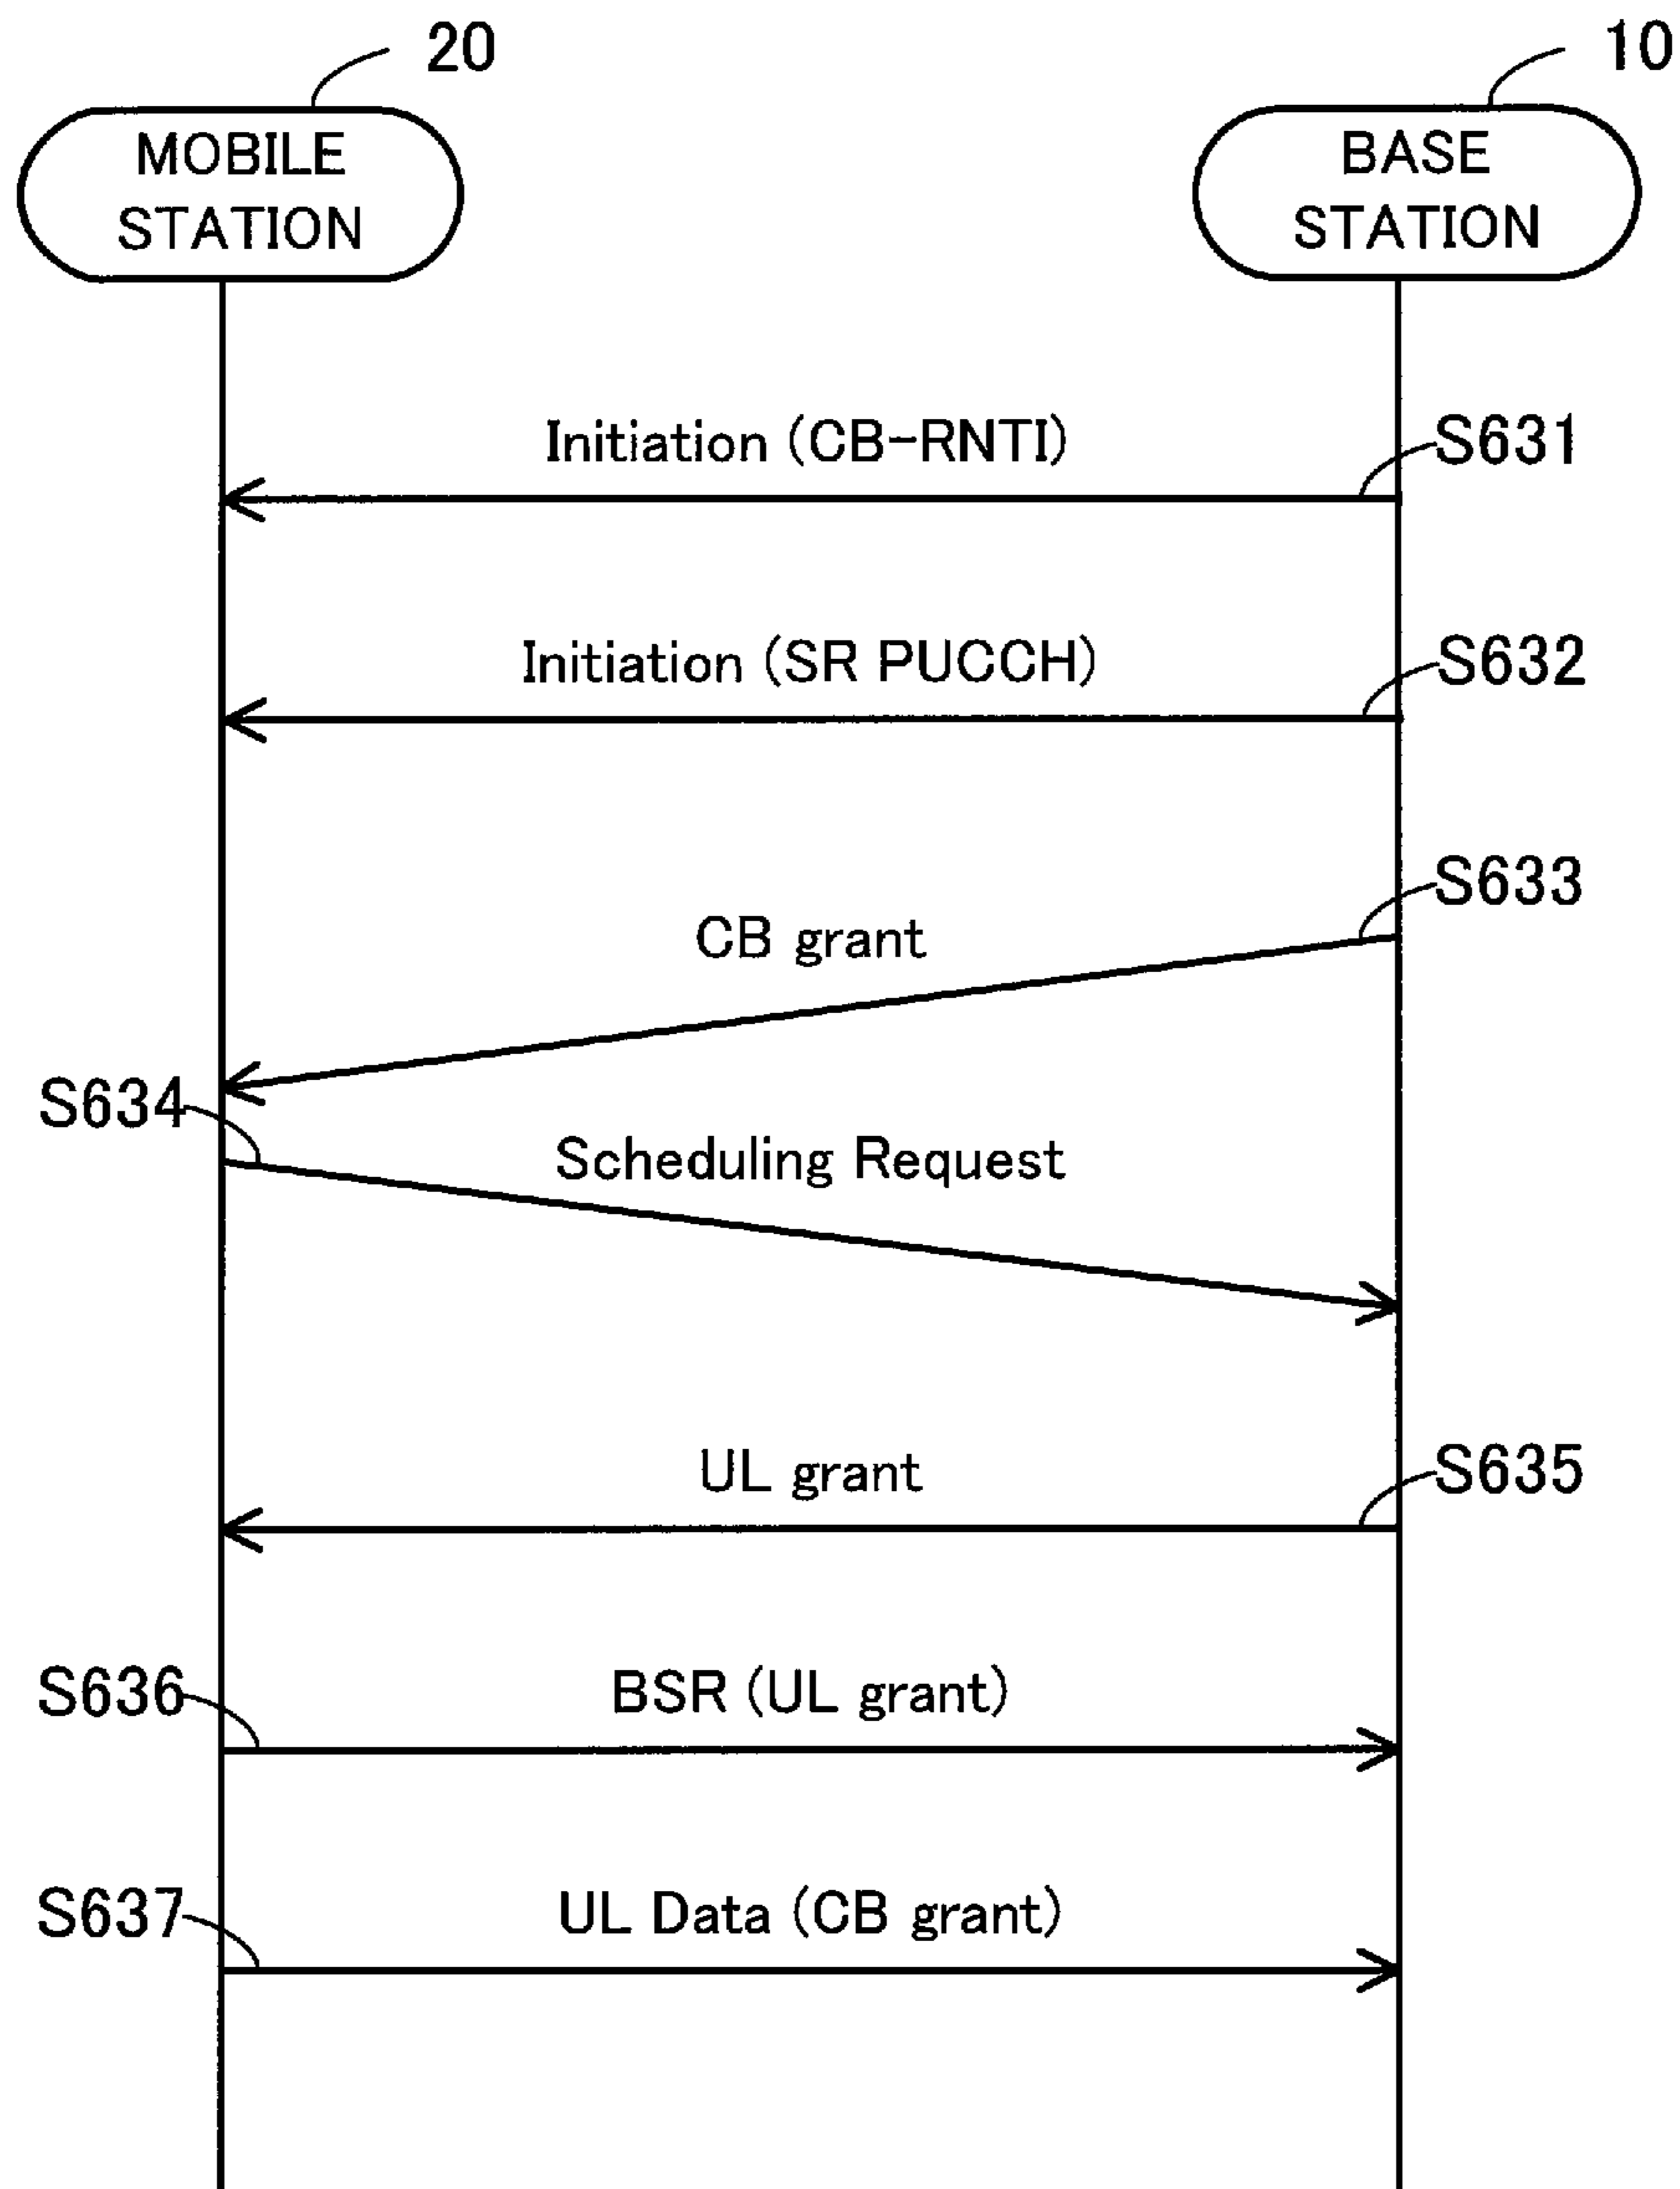 20
10
MOBILE
STATION
BASE
STATION
Initiation (CB-RNTI)
S631
Initiation (SR PUCCH)
S632
S633
CB grant
S634
Scheduling Request
UL grant
S635
S636
BSR (UL grant)
S637
UL Data (CB grant)